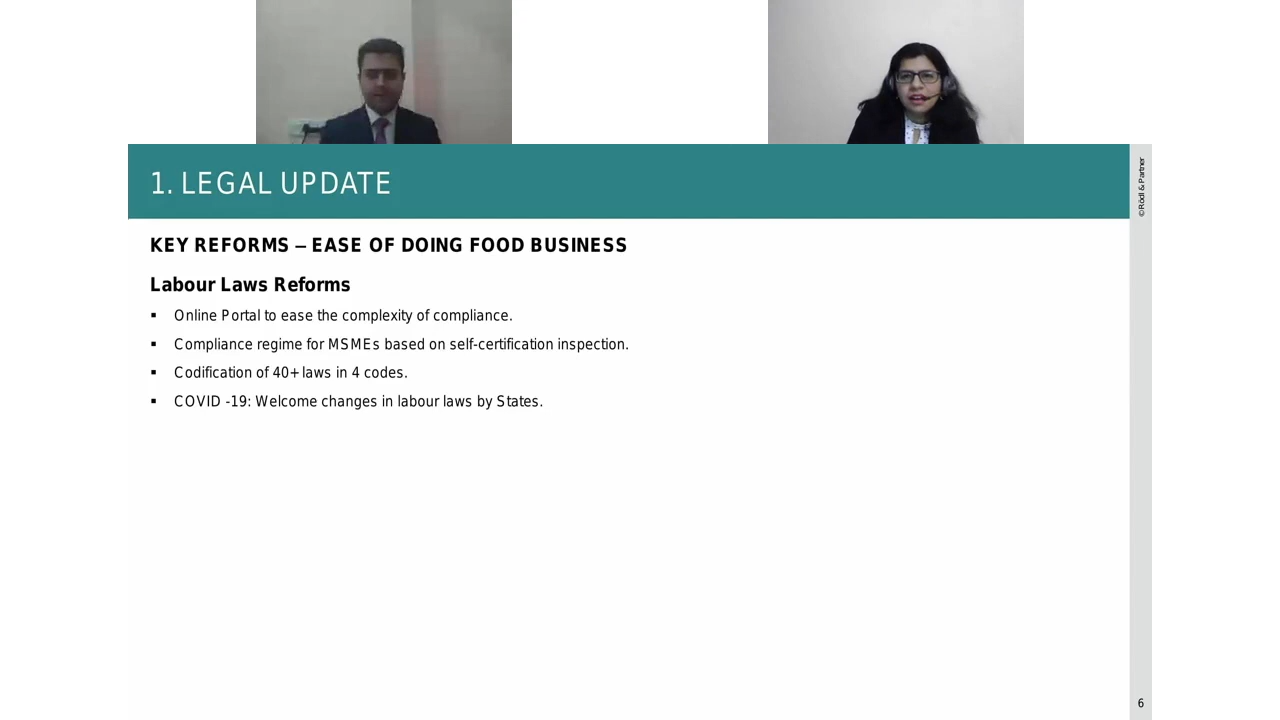 1. LEGAL UPDATE
© Rödl & Partner
KEY REFORMS – EASE OF DOING FOOD BUSINESS
Labour Laws Reforms
▪ Online Portal to ease the complexity of compliance.
▪ Compliance regime for MSMEs based on self-certification inspection.
▪ Codification of 40+ laws in 4 codes.
▪ COVID -19: Welcome changes in labour laws by States.
6